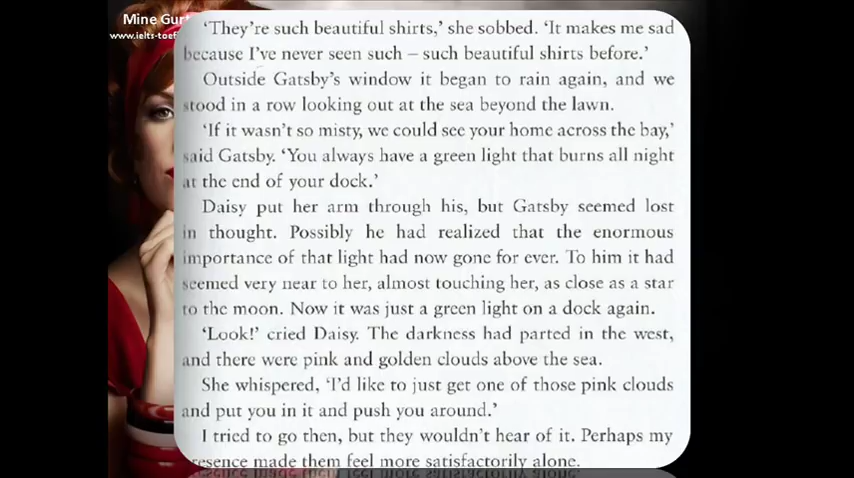 Mine
www.ielts-toef
‘They’re such beautiful shirts,’ she sobbed. ‘It makes me sad
because I’ve never seen such – such beautiful shirts before.’
Outside Gatsby’s window it began to rain again, and we
stood in a row looking out at the sea beyond the lawn.
‘If it wasn’t so misty, we could see your home across the bay,’
said Gatsby. ‘You always have a green light that burns all night
at the end of your dock.’
Daisy put her arm through his, but Gatsby seemed lost
in thought. Possibly he had realized that the enormous
importance of that light had now gone for ever. To him it had
seemed very near to her, almost touching her, as close as a star
to the moon. Now it was just a green light on a dock again.
‘Look!’ cried Daisy. The darkness had parted in the west,
and there were pink and golden clouds above the sea.
She whispered, ‘I’d like to just get one of those pink clouds
and put you in it and push you around.’
I tried to go then, but they wouldn’t hear of it. Perhaps my
resence made them feel more satisfactorily alone.